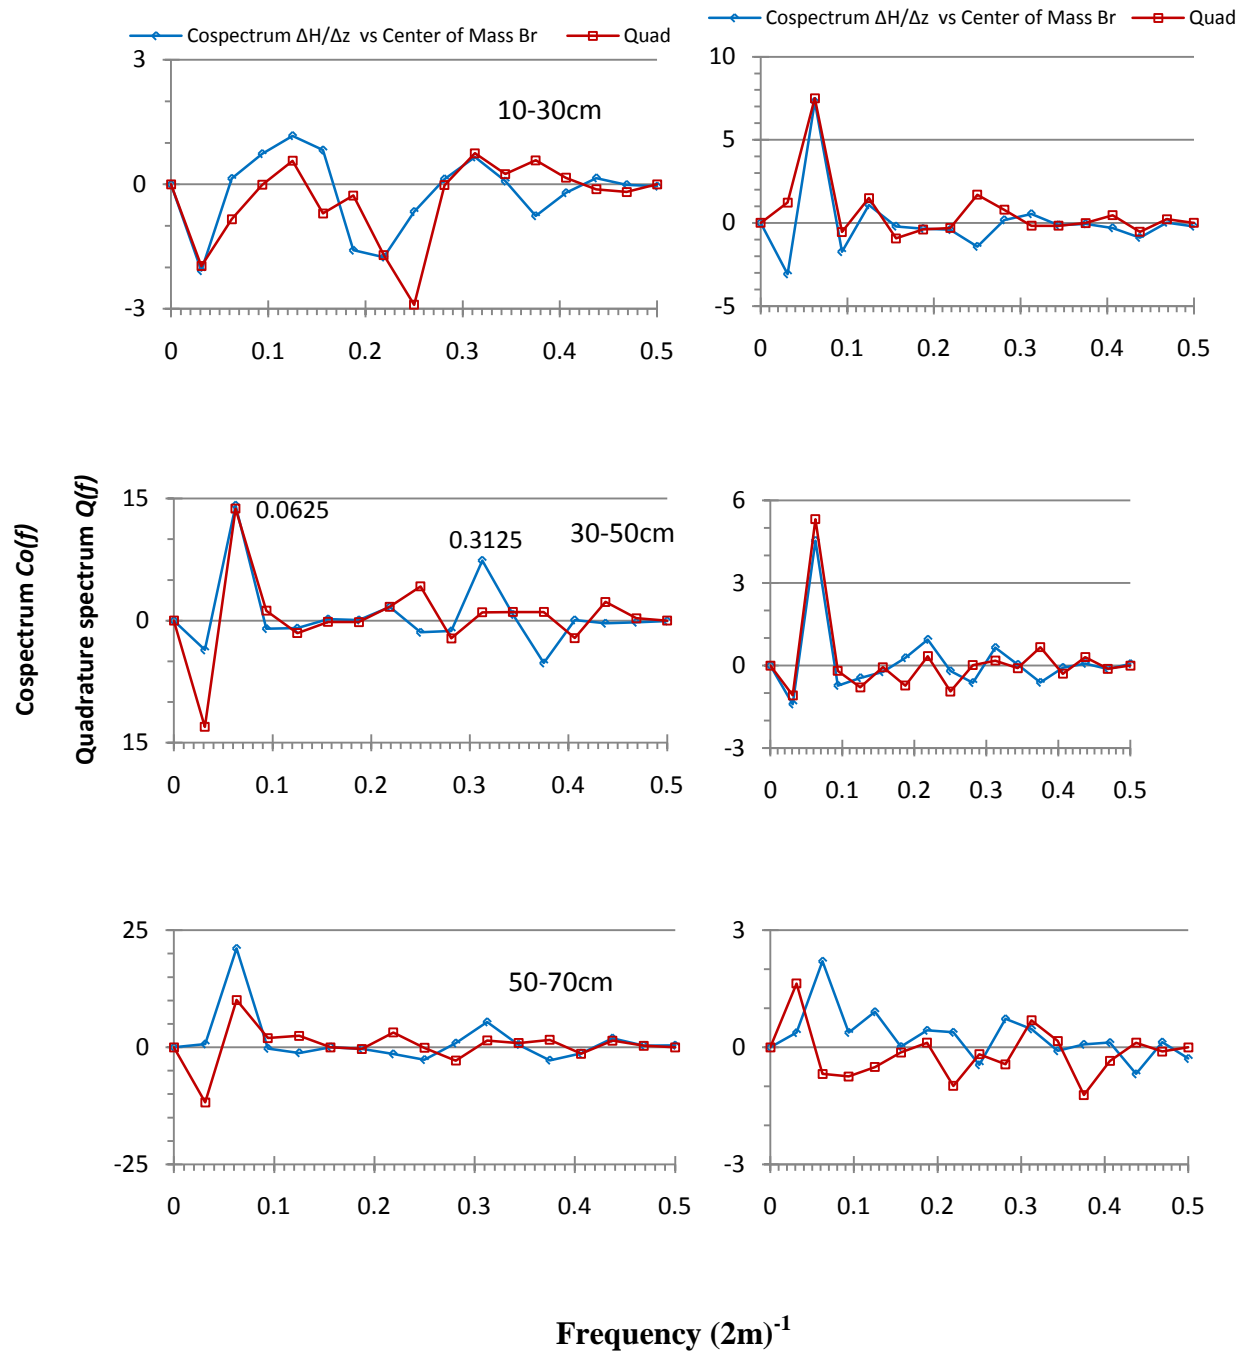 Cospectrum ΔH/Δz vs Center of Mass Br Quad
3
0
-3
10-30cm
0 0.1 0.2 0.3 0.4 0.5
Cospectrum ΔH/Δz vs Center of Mass Br Quad
10
5
0
-5
0 0.1 0.2 0.3 0.4 0.5
Cospectrum Co(f)
Quadrature spectrum Q(f)
15
0
15
0.0625
0.3125
30-50cm
0 0.1 0.2 0.3 0.4 0.5
6
3
0
-3
0 0.1 0.2 0.3 0.4 0.5
25
0
-25
50-70cm
0 0.1 0.2 0.3 0.4 0.5
3
0
-3
0 0.1 0.2 0.3 0.4 0.5
Frequency (2m)⁻¹